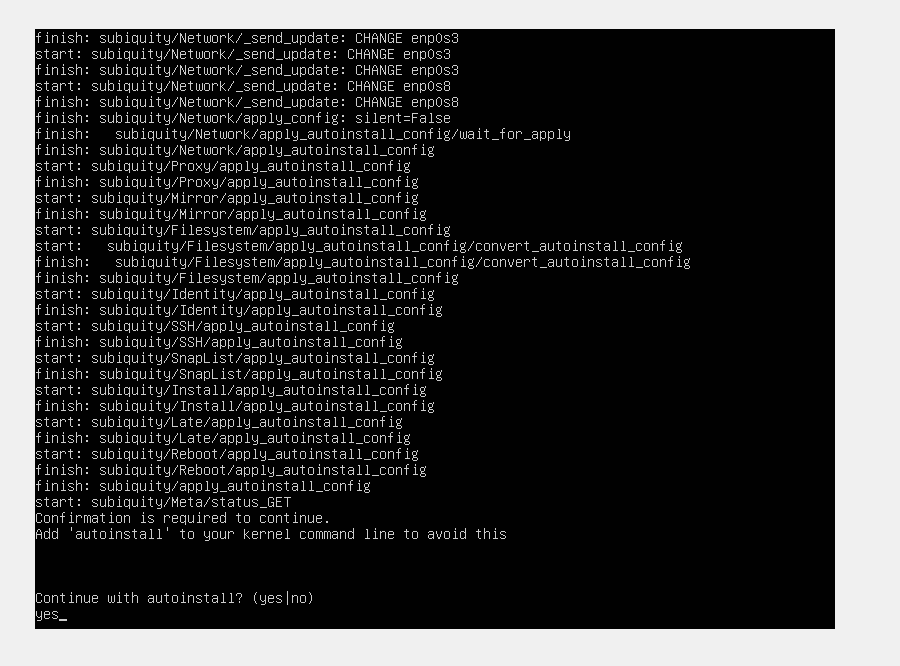 finish: subiquity/Network/_send_update: CHANGE enp0s3
start: subiquity/Network/_send_update: CHANGE enp0s3
finish: subiquity/Network/_send_update: CHANGE enp0s3
start: subiquity/Network/_send_update: CHANGE enp0s8
finish: subiquity/Network/_send_update: CHANGE enp0s8
finish: subiquity/Network/apply_config: silent=False
finish:   subiquity/Network/apply_autoinstall_config/wait_for_apply
finish: subiquity/Network/apply_autoinstall_config
start: subiquity/Proxy/apply_autoinstall_config
finish: subiquity/Proxy/apply_autoinstall_config
start: subiquity/Mirror/apply_autoinstall_config
finish: subiquity/Mirror/apply_autoinstall_config
start: subiquity/Filesystem/apply_autoinstall_config
start:   subiquity/Filesystem/apply_autoinstall_config/convert_autoinstall_config
finish:   subiquity/Filesystem/apply_autoinstall_config/convert_autoinstall_config
finish: subiquity/Filesystem/apply_autoinstall_config
start: subiquity/Identity/apply_autoinstall_config
finish: subiquity/Identity/apply_autoinstall_config
start: subiquity/SSH/apply_autoinstall_config
finish: subiquity/SSH/apply_autoinstall_config
start: subiquity/SnapList/apply_autoinstall_config
finish: subiquity/SnapList/apply_autoinstall_config
start: subiquity/Install/apply_autoinstall_config
finish: subiquity/Install/apply_autoinstall_config
start: subiquity/Late/apply_autoinstall_config
finish: subiquity/Late/apply_autoinstall_config
start: subiquity/Reboot/apply_autoinstall_config
finish: subiquity/Reboot/apply_autoinstall_config
finish: subiquity/apply_autoinstall_config
start: subiquity/Meta/status_GET
Confirmation is required to continue.
Add 'autoinstall' to your kernel command line to avoid this
Continue with autoinstall? (yes|no)
yes_